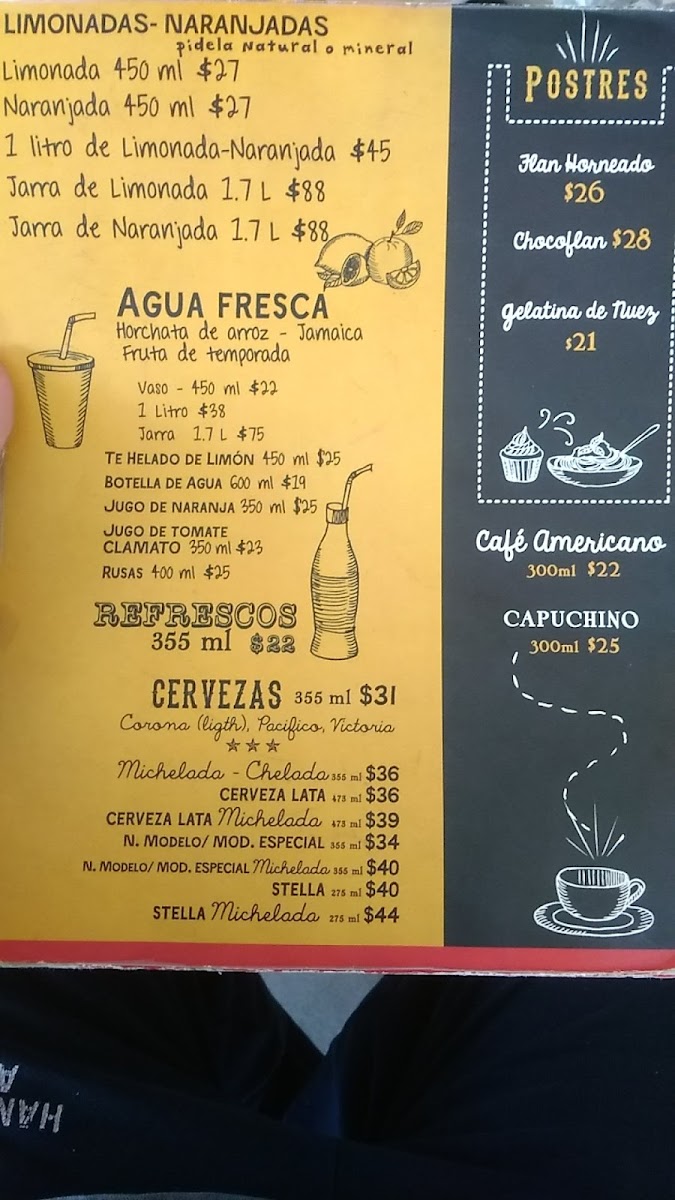 LIMONADAS- NARANJADAS
pidela Natural o mineral
Limonada 450 ml $27
Naranjada 450 ml $27
1 litro de Limonada-Naranjada $45
Jarra de Limonada 1.7 L $88
Jarra de Naranjada 1.7 L $88
AGUA FRESCA
Horchata de arroz - Jamaica
Fruta de temporada
Vaso - 450 ml $22
1 Litro $38
Jarra 1.7 L $75
TE HELADO DE LIMÓN 450 ml $25
BOTELLA DE AGUA 600 ml $19
JUGO DE NARANJA 350 ml $25
JUGO DE TOMATE
CLAMATO 350 ml $23
RUSAS 400 ml $25
REFRESCOS
355 ml $22
CERVEZAS 355 ml $31
Corona (ligth), Pacifico, Victoria
Michelada - Chelada 355 ml $36
CERVEZA LATA 473 ml $36
CERVEZA LATA Michelada 473 ml $39
N. MODELO/ MOD. ESPECIAL 355 ml $34
N. MODELO/ MOD. ESPECIAL Michelada 355 ml $40
STELLA 275 ml $40
STELLA Michelada 275 ml $44
POSTRES
Flan Horneado
$26
Chocoflan $28
Gelatina de Nuez
$21
Café Americano
300ml $22
CAPUCHINO
300ml $25
HAN
A